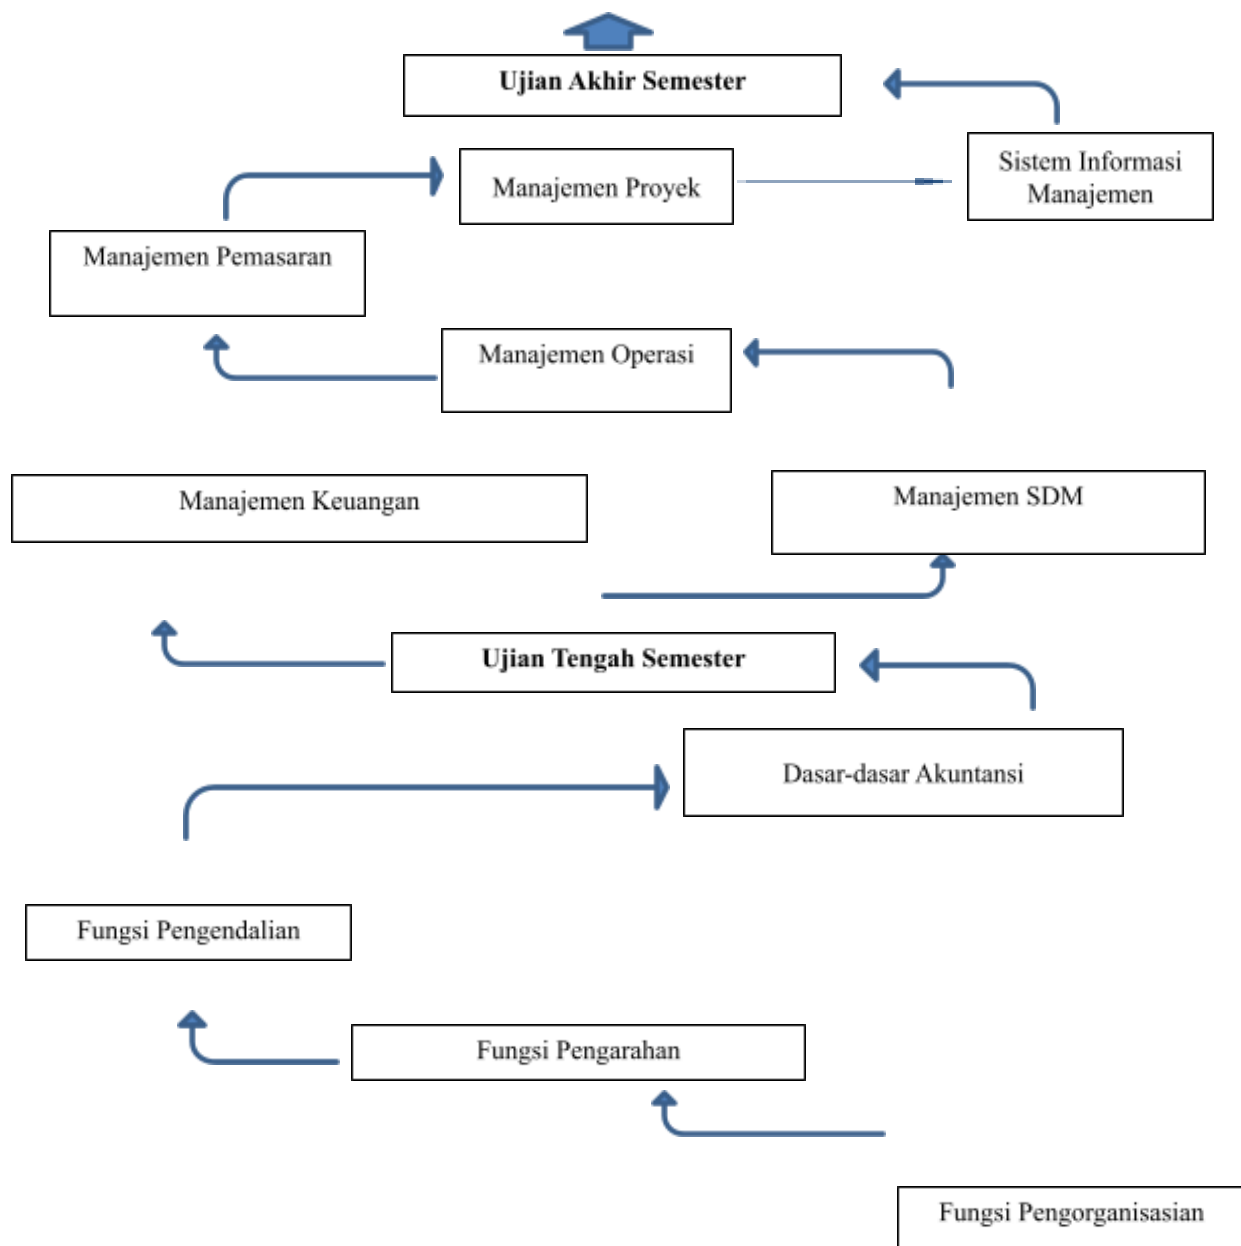 Ujian Akhir Semester
Manajemen Proyek
Sistem Informasi
Manajemen
Manajemen Pemasaran
Manajemen Operasi
Manajemen Keuangan
Manajemen SDM
Ujian Tengah Semester
Dasar-dasar Akuntansi
Fungsi Pengendalian
Fungsi Pengarahan
Fungsi Pengorganisasian